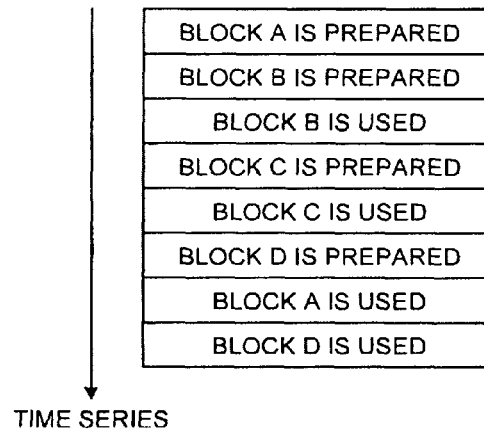 BLOCK A IS PREPARED
BLOCK B IS PREPARED
BLOCK B IS USED
BLOCK C IS PREPARED
BLOCK C IS USED
BLOCK D IS PREPARED
BLOCK A IS USED
BLOCK D IS USED
TIME SERIES